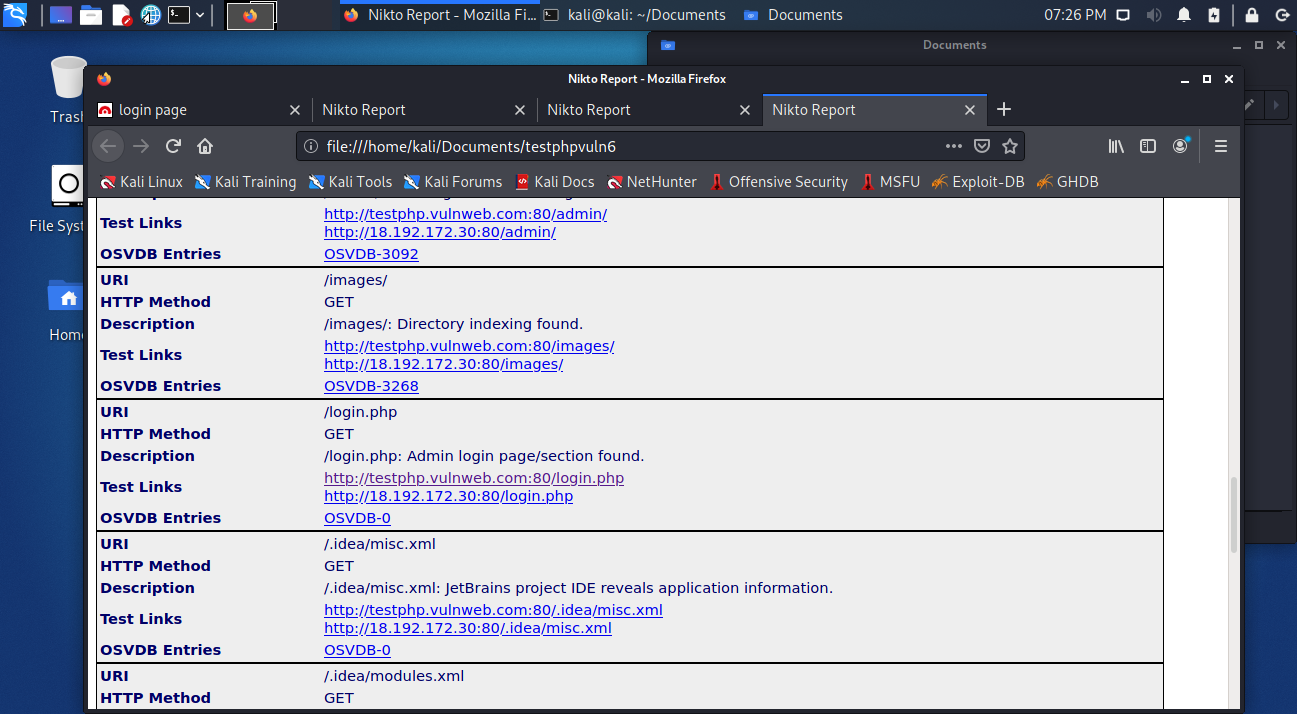 Nikto Report - Mozilla Fi...
kali@kali: ~/Documents
Documents
07:26 PM
Documents
Trash
File Syst
Home
Nikto Report - Mozilla Firefox
login page
Nikto Report
Nikto Report
Nikto Report
file:///home/kali/Documents/testphpvuln6
Kali Linux
Kali Training
Kali Tools
Kali Forums
Kali Docs
NetHunter
Offensive Security
MSFU
Exploit-DB
GHDB
Test Links
http://testphp.vulnweb.com:80/admin/
http://18.192.172.30:80/admin/
OSVDB Entries OSVDB-3092
URI /images/
HTTP Method GET
Description /images/: Directory indexing found.
Test Links
http://testphp.vulnweb.com:80/images/
http://18.192.172.30:80/images/
OSVDB Entries OSVDB-3268
URI /login.php
HTTP Method GET
Description /login.php: Admin login page/section found.
Test Links
http://testphp.vulnweb.com:80/login.php
http://18.192.172.30:80/login.php
OSVDB Entries OSVDB-0
URI /.idea/misc.xml
HTTP Method GET
Description /.idea/misc.xml: JetBrains project IDE reveals application information.
Test Links
http://testphp.vulnweb.com:80/.idea/misc.xml
http://18.192.172.30:80/.idea/misc.xml
OSVDB Entries OSVDB-0
URI /.idea/modules.xml
HTTP Method GET